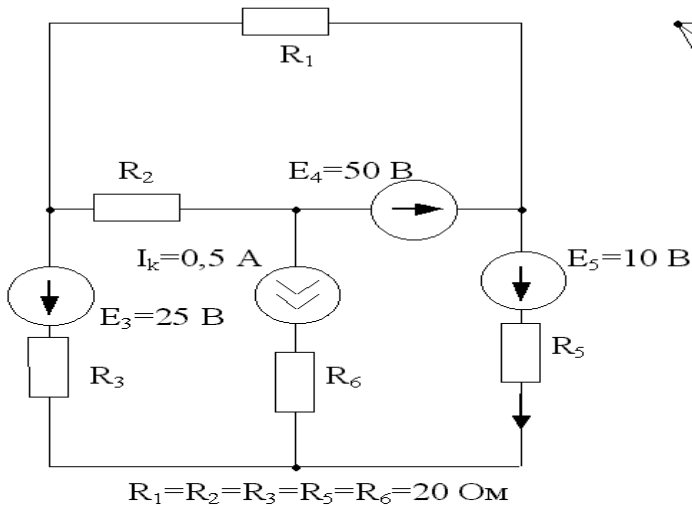 R₁
R₂
E₄=50 В
Iₖ=0,5 А
E₅=10 В
E₃=25 В
R₃
R₆
R₅
R₁=R₂=R₃=R₅=R₆=20 Ом